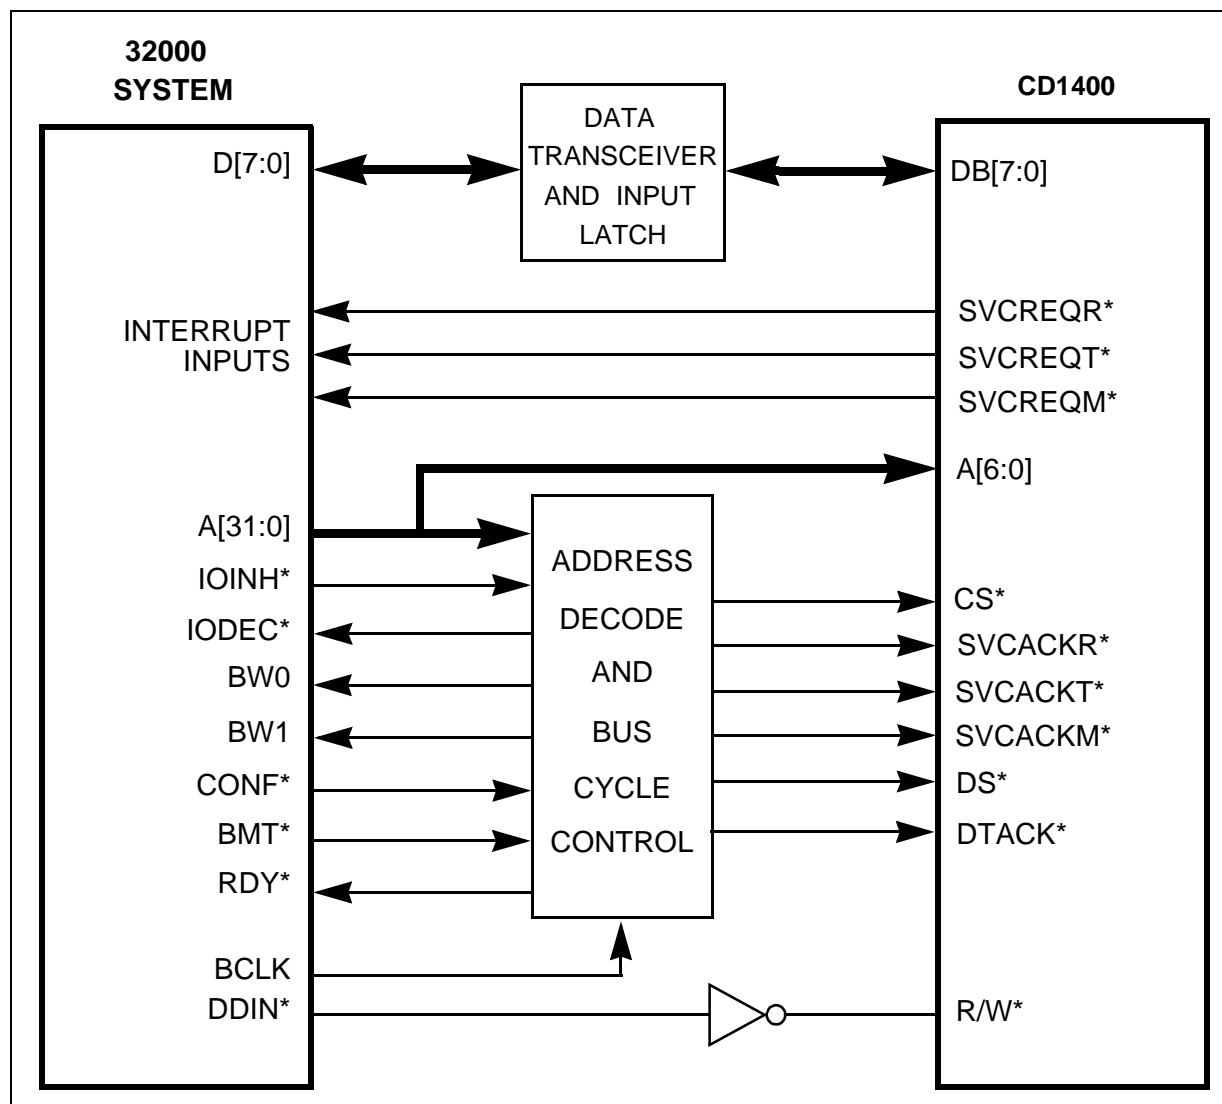 32000
SYSTEM
CD1400
D[7:0]
DATA
TRANSCEIVER
AND INPUT
LATCH
DB[7:0]
INTERRUPT
INPUTS
SVCREQR*
SVCREQT*
SVCREQM*
A[6:0]
A[31:0]
IOINH*
IODEC*
BW0
BW1
CONF*
BMT*
RDY*
BCLK
DDIN*
ADDRESS
DECODE
AND
BUS
CYCLE
CONTROL
CS*
SVCACKR*
SVCACKT*
SVCACKM*
DS*
DTACK*
R/W*